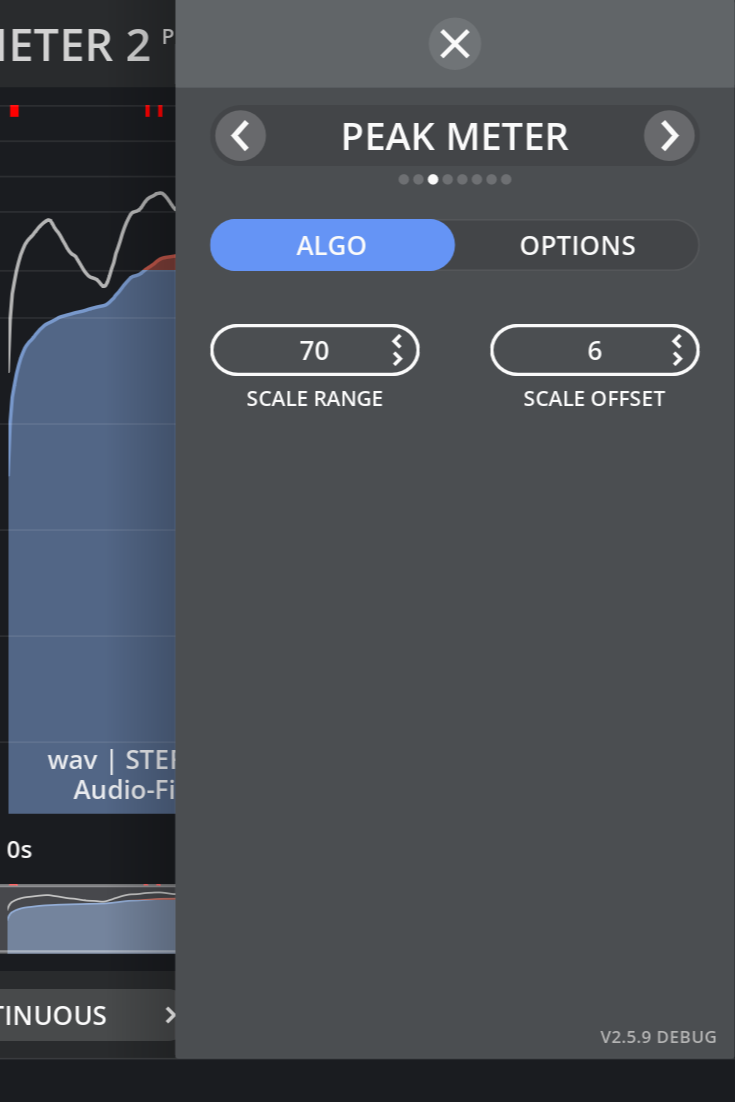 METER 2 P
PEAK METER
ALGO
OPTIONS
70
6
SCALE RANGE
SCALE OFFSET
wav | STER
Audio-Fi
0s
TINUOUS
V2.5.9 DEBUG